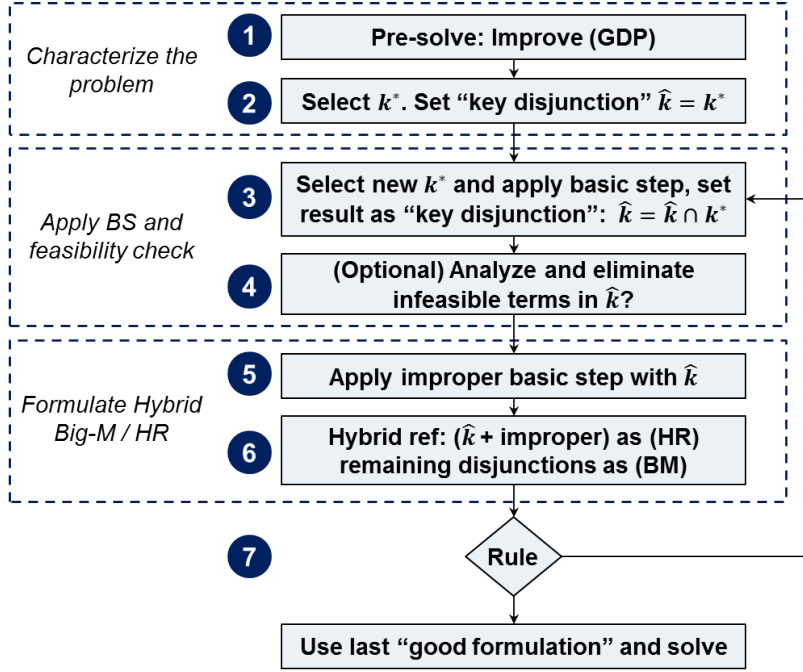 1
Pre-solve: Improve (GDP)
Characterize the
problem
2
Select k*. Set “key disunction” k̂ = k*
3
Select new k* and apply basic step, set
result as “key disjunction”: k̂ = k̂ ∩ k*
Apply BS and
feasibility check
4
(Optional) Analyze and eliminate
infeasible terms in k̂?
5
Apply improper basic step with k̂
Formulate Hybrid
Big-M / HR
6
Hybrid ref: (k̂ + improper) as (HR)
remaining disjunctions as (BM)
7
Rule
Use last “good formulation” and solve